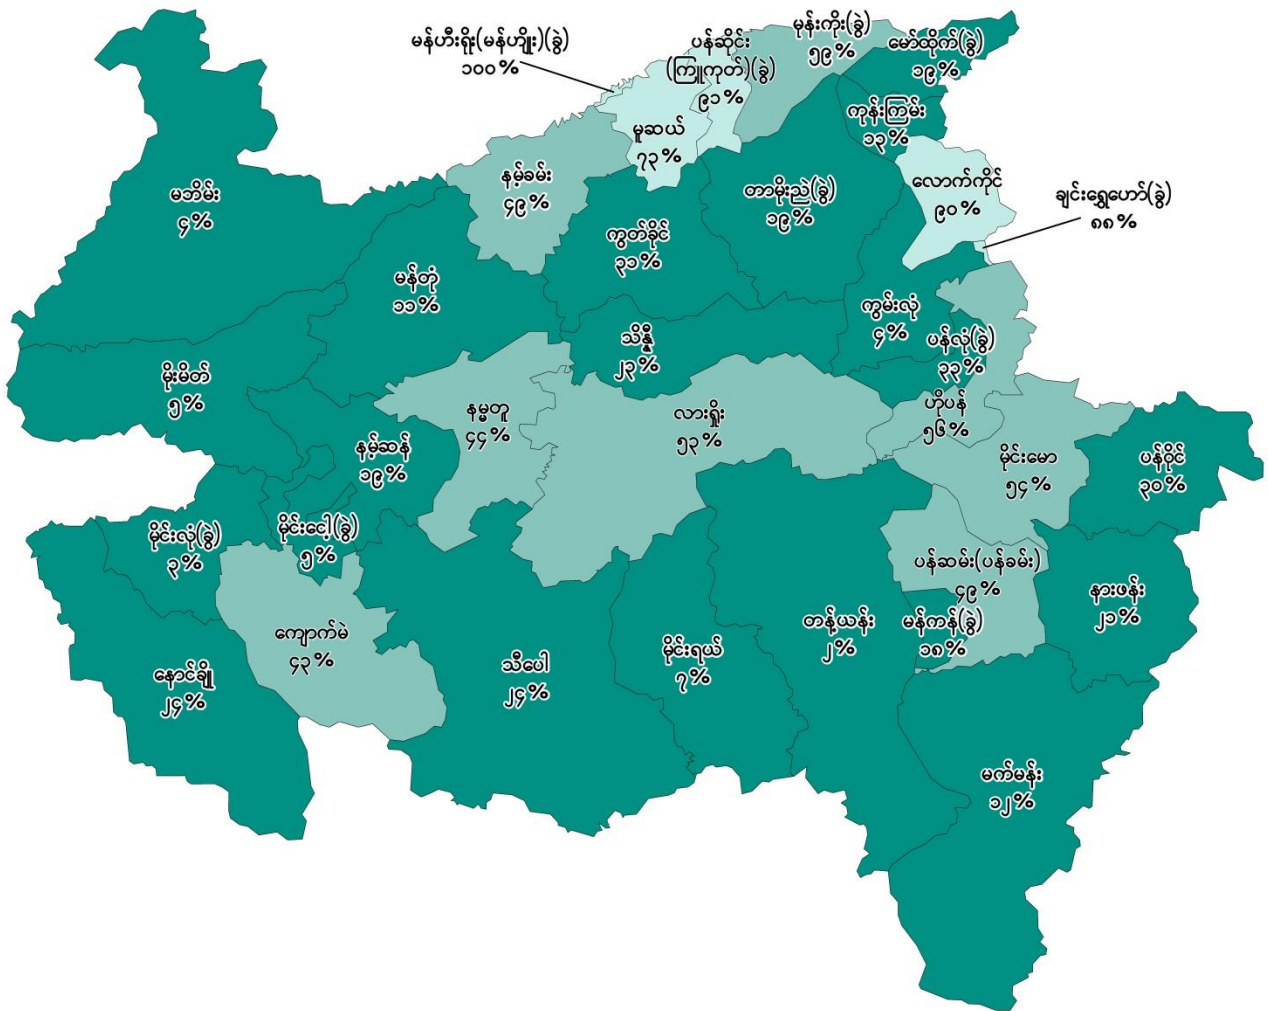 မန်ဟီးရိုး(မန်ဟျိုး)(ခွဲ)
၁၀၀%
ပန်ဆိုင်း
(ကြူကုတ်)(ခွဲ)
၉၁%
မုန်းကိုး(ခွဲ)
၅၉%
မော်ထိုက်(ခွဲ)
၁၉%
ကုန်းကြမ်း
၁၃%
မူဆယ်
၇၃%
နမ့်ခမ်း
၄၉%
မဘိမ်း
၄%
တာမိုးညဲ(ခွဲ)
၁၉%
လောက်ကိုင်
၉၀%
ချင်းရွှေဟော်(ခွဲ)
၈၈%
ကွတ်ခိုင်
၃၁%
မန်တုံ
၁၁%
ကွမ်းလုံ
၄%
သိန္နီ
၂၃%
ပန်လုံ(ခွဲ)
၃၃%
မိုးမိတ်
၅%
နမ္မတူ
၄၄%
လားရှိုး
၅၃%
ဟိုပန်
၅၆%
နမ့်ဆန်
၁၉%
မိုင်းမော
၅၄%
ပန်ဝိုင်
၃၀%
မိုင်းလုံ(ခွဲ)
၃%
မိုင်းငေါ့(ခွဲ)
၅%
ပန်ဆမ်း(ပန်ခမ်း)
၄၉%
နားဖန်း
၂၁%
ကျောက်မဲ
၄၃%
တန့်ယန်း
၂%
မန်ကန်(ခွဲ)
၁၈%
မိုင်းရယ်
၇%
သီပေါ
၂၄%
နောင်ချို
၂၄%
မက်မန်း
၁၂%